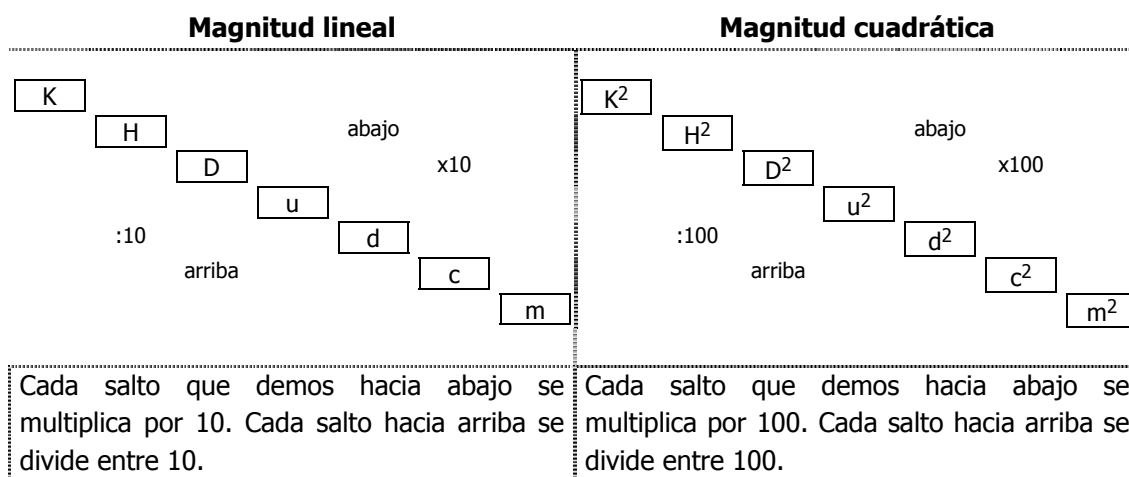 Magnitud lineal
K
H
abajo
D
x10
u
:10
d
arriba
c
m
Cada salto que demos hacia abajo se
multiplica por 10. Cada salto hacia arriba se
divide entre 10.
Magnitud cuadrática
K²
H²
abajo
D²
x100
u²
:100
d²
arriba
c²
m²
Cada salto que demos hacia abajo se
multiplica por 100. Cada salto hacia arriba se
divide entre 100.